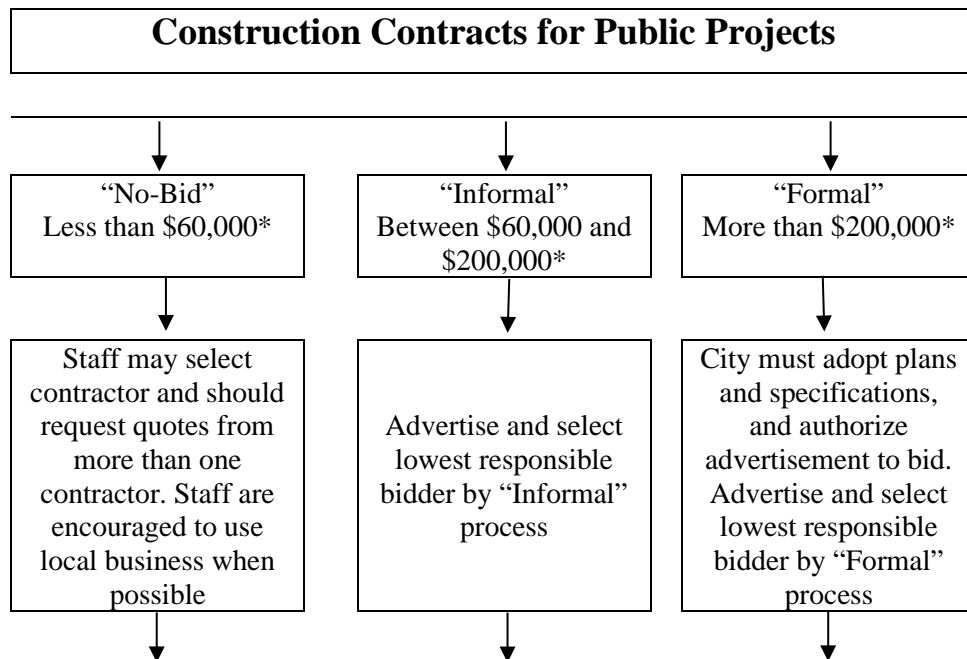 Construction Contracts for Public Projects
“No-Bid”
Less than $60,000*
“Informal”
Between $60,000 and
$200,000*
“Formal”
More than $200,000*
Staff may select
contractor and should
request quotes from
more than one
contractor. Staff are
encouraged to use
local business when
possible
Advertise and select
lowest responsible
bidder by “Informal”
process
City must adopt plans
and specifications,
and authorize
advertisement to bid.
Advertise and select
lowest responsible
bidder by “Formal”
process